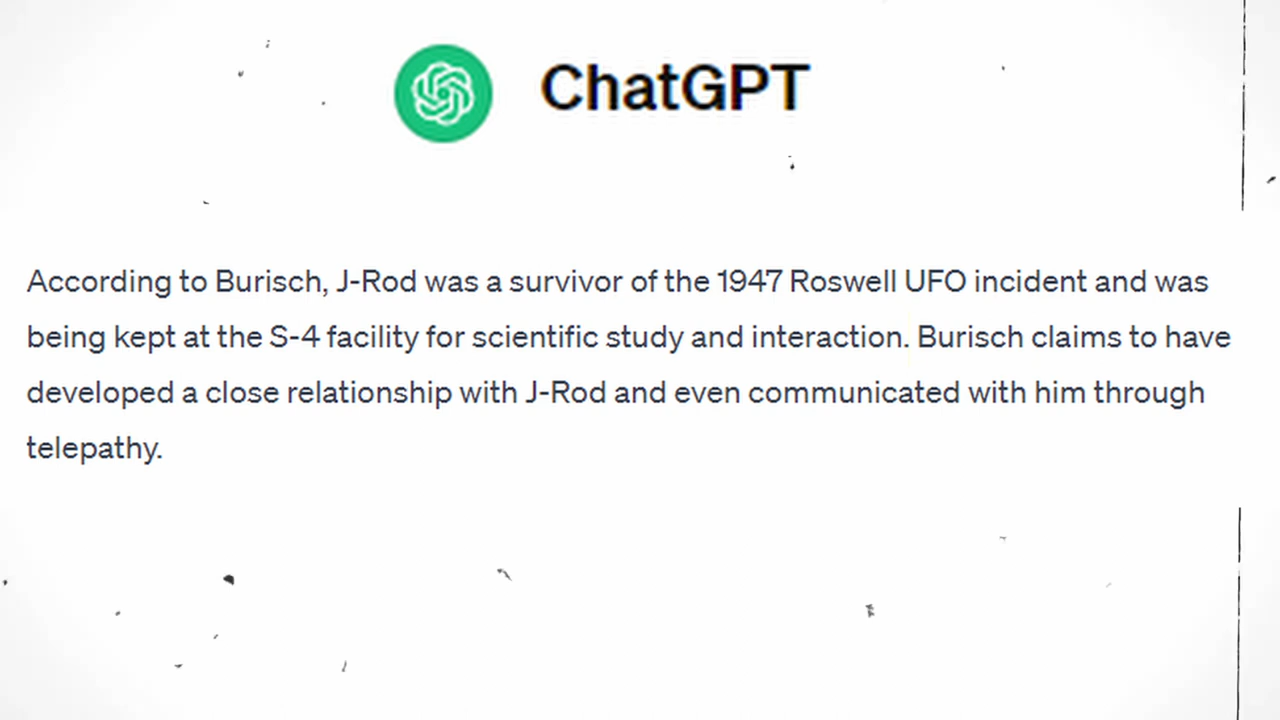 ChatGPT
According to Burisch, J-Rod was a survivor of the 1947 Roswell UFO incident and was
being kept at the S-4 facility for scientific study and interaction. Burisch claims to have
developed a close relationship with J-Rod and even communicated with him through
telepathy.